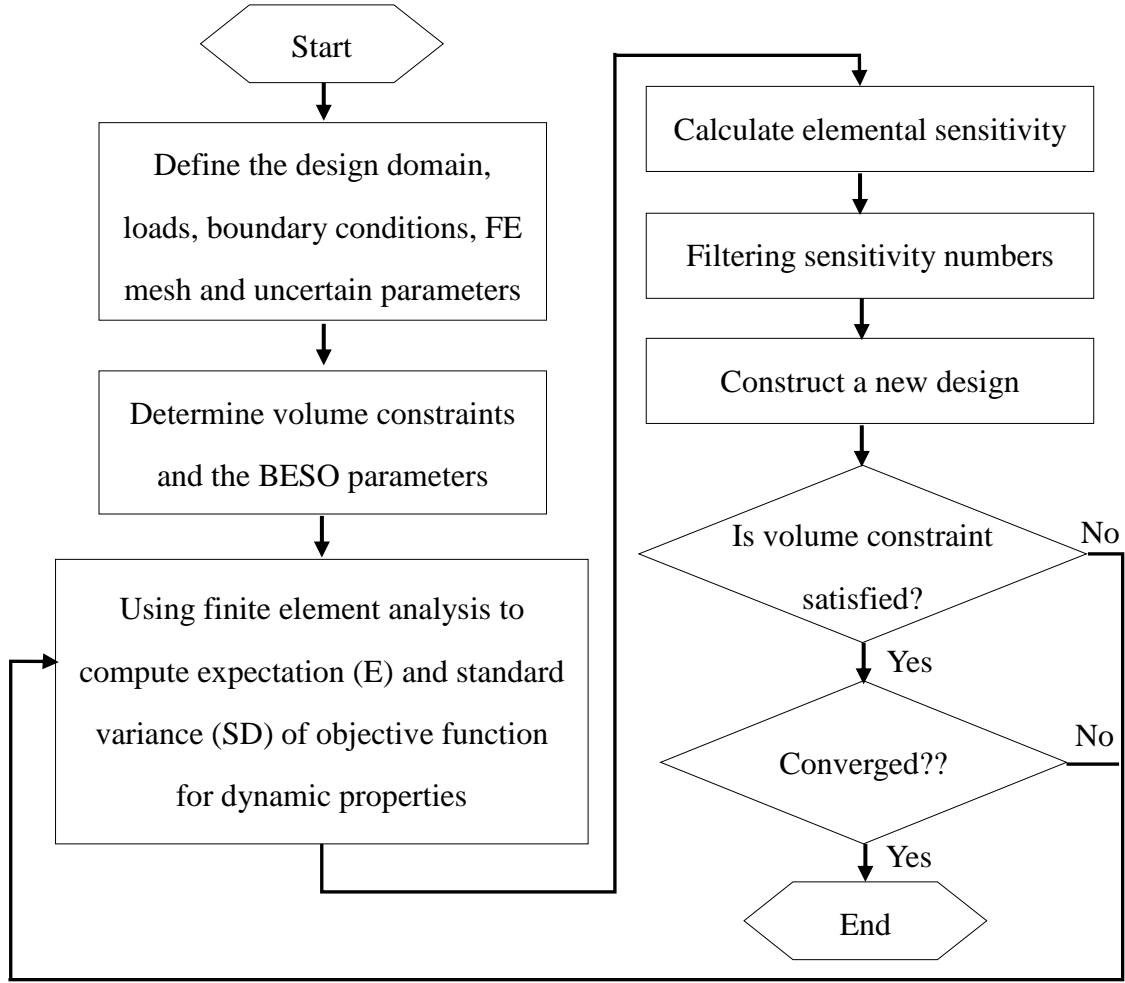 Start
Define the design domain,
loads, boundary conditions, FE
mesh and uncertain parameters
Determine volume constraints
and the BESO parameters
Using finite element analysis to
compute expectation (E) and standard
variance (SD) of objective function
for dynamic properties
Calculate elemental sensitivity
Filtering sensitivity numbers
Construct a new design
Is volume constraint
satisfied?
No
Yes
Converged??
No
Yes
End